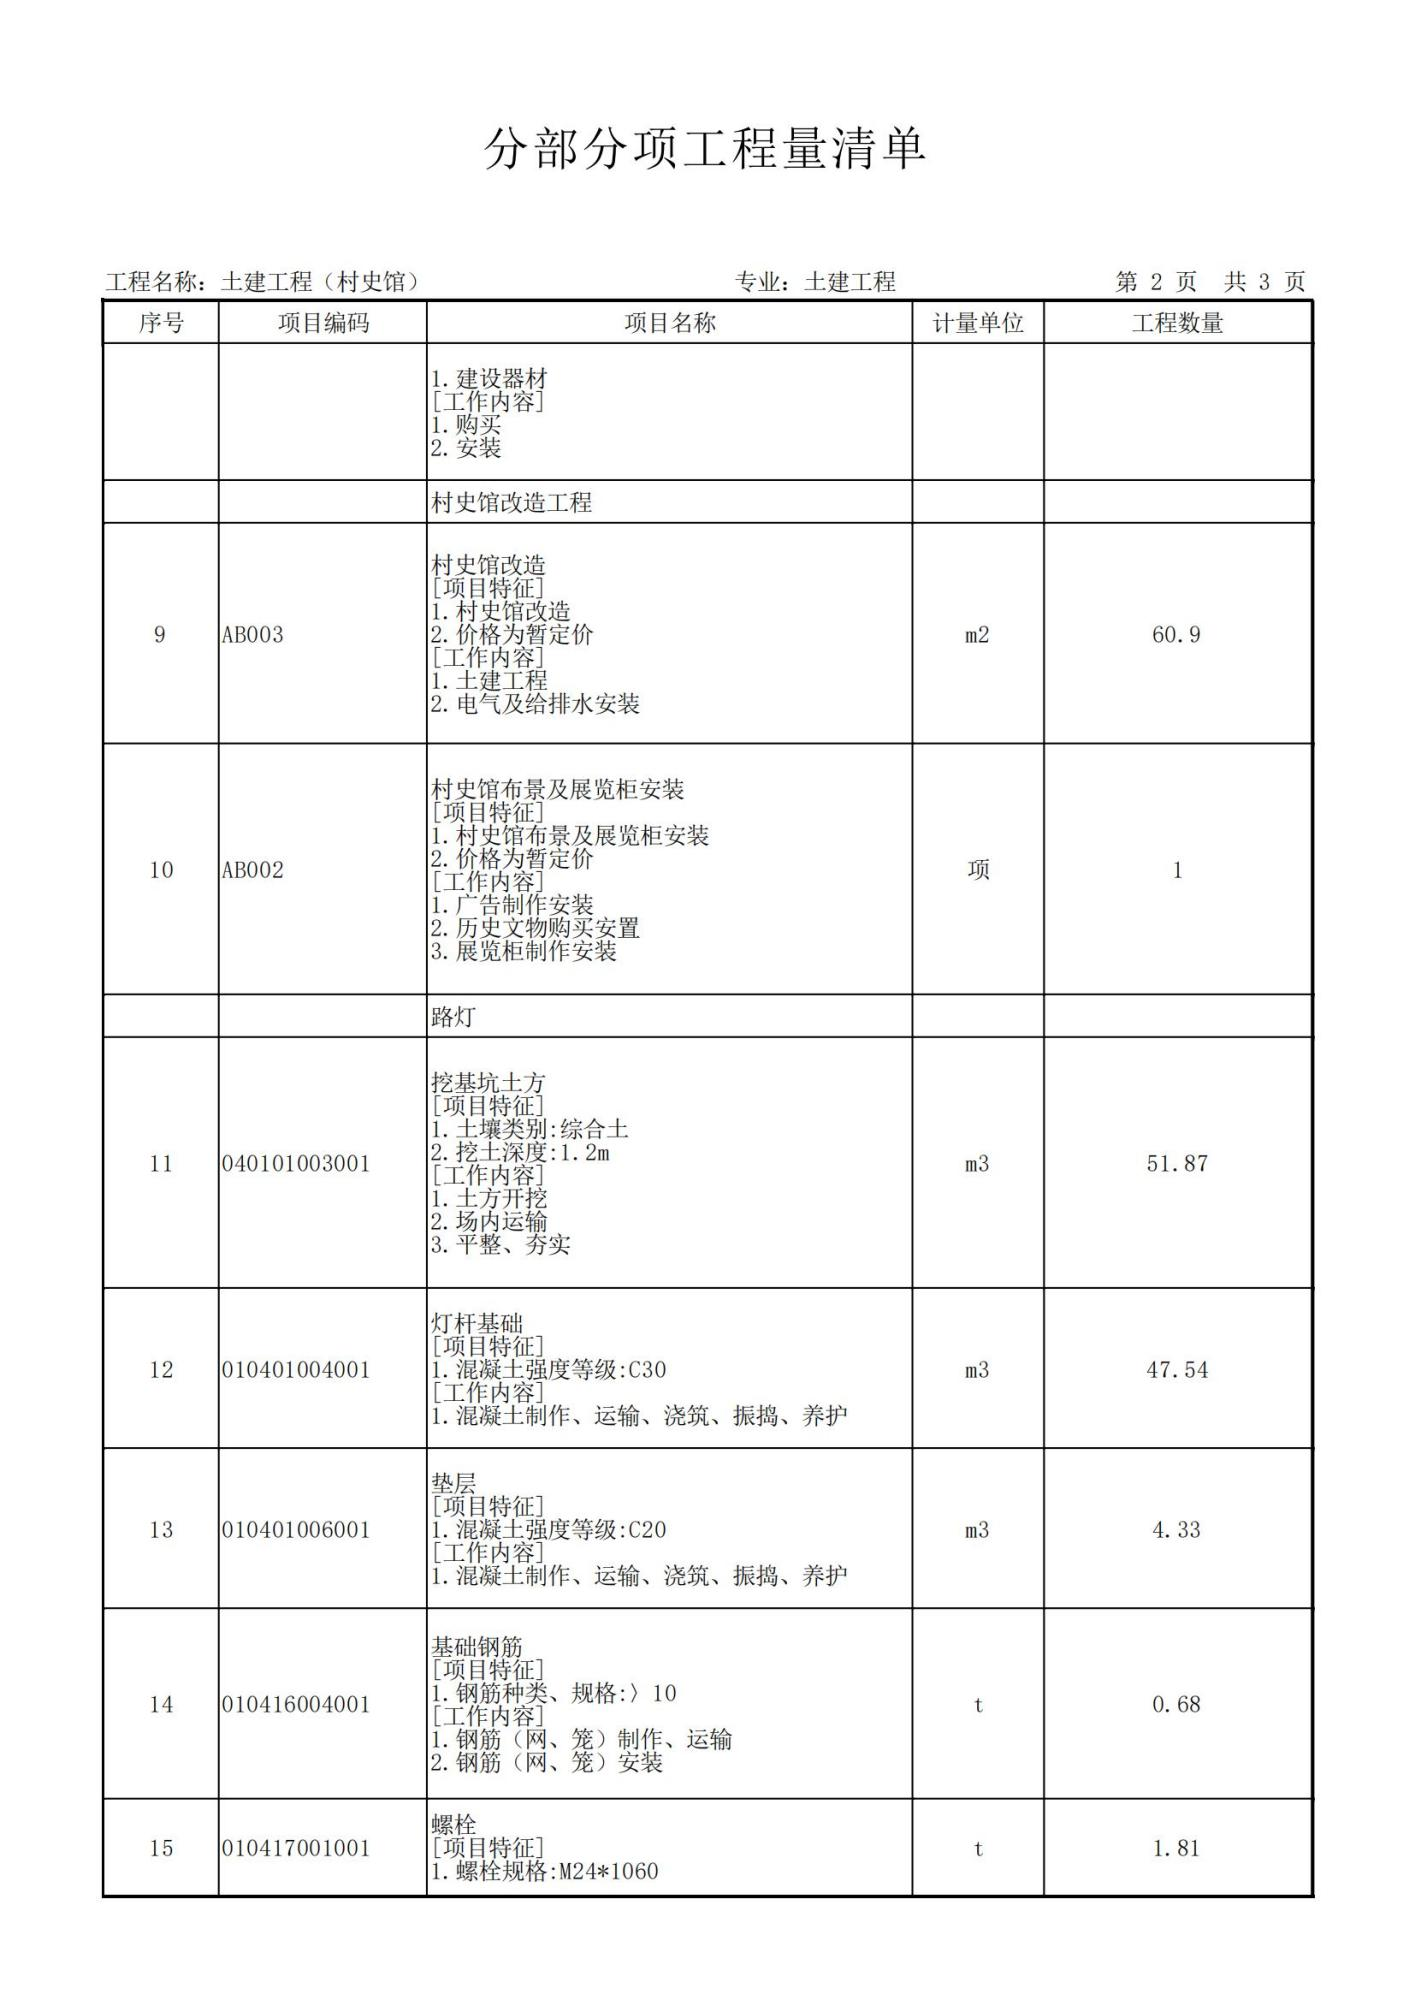 分部分项工程量清单
工程名称：土建工程（村史馆） 专业：土建工程 第 2 页 共 3 页
序号 项目编码 项目名称 计量单位 工程数量
1.建设器材
[工作内容]
1.购买
2.安装
村史馆改造工程
9 AB003 m2 60.9
村史馆改造
[项目特征]
1.村史馆改造
2.价格为暂定价
[工作内容]
1.土建工程
2.电气及给排水安装
10 AB002 项 1
村史馆布景及展览柜安装
[项目特征]
1.村史馆布景及展览柜安装
2.价格为暂定价
[工作内容]
1.广告制作安装
2.历史文物购买安置
3.展览柜制作安装
路灯
11 040101003001 m3 51.87
挖基坑土方
[项目特征]
1.土壤类别:综合土
2.挖土深度:1.2m
[工作内容]
1.土方开挖
2.场内运输
3.平整、夯实
12 010401004001 m3 47.54
灯杆基础
[项目特征]
1.混凝土强度等级:C30
[工作内容]
1.混凝土制作、运输、浇筑、振捣、养护
13 010401006001 m3 4.33
垫层
[项目特征]
1.混凝土强度等级:C20
[工作内容]
1.混凝土制作、运输、浇筑、振捣、养护
14 010416004001 t 0.68
基础钢筋
[项目特征]
1.钢筋种类、规格:〉10
[工作内容]
1.钢筋（网、笼）制作、运输
2.钢筋（网、笼）安装
15 010417001001 t 1.81
螺栓
[项目特征]
1.螺栓规格:M24*1060